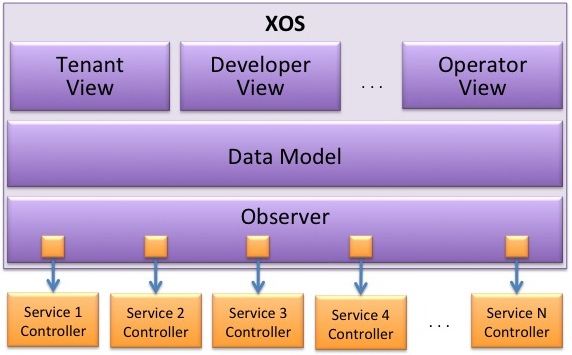 XOS
Tenant
View
Developer
View
. . .
Operator
View
Data Model
Observer
Service 1
Controller
Service 2
Controller
Service 3
Controller
Service 4
Controller
. . .
Service N
Controller